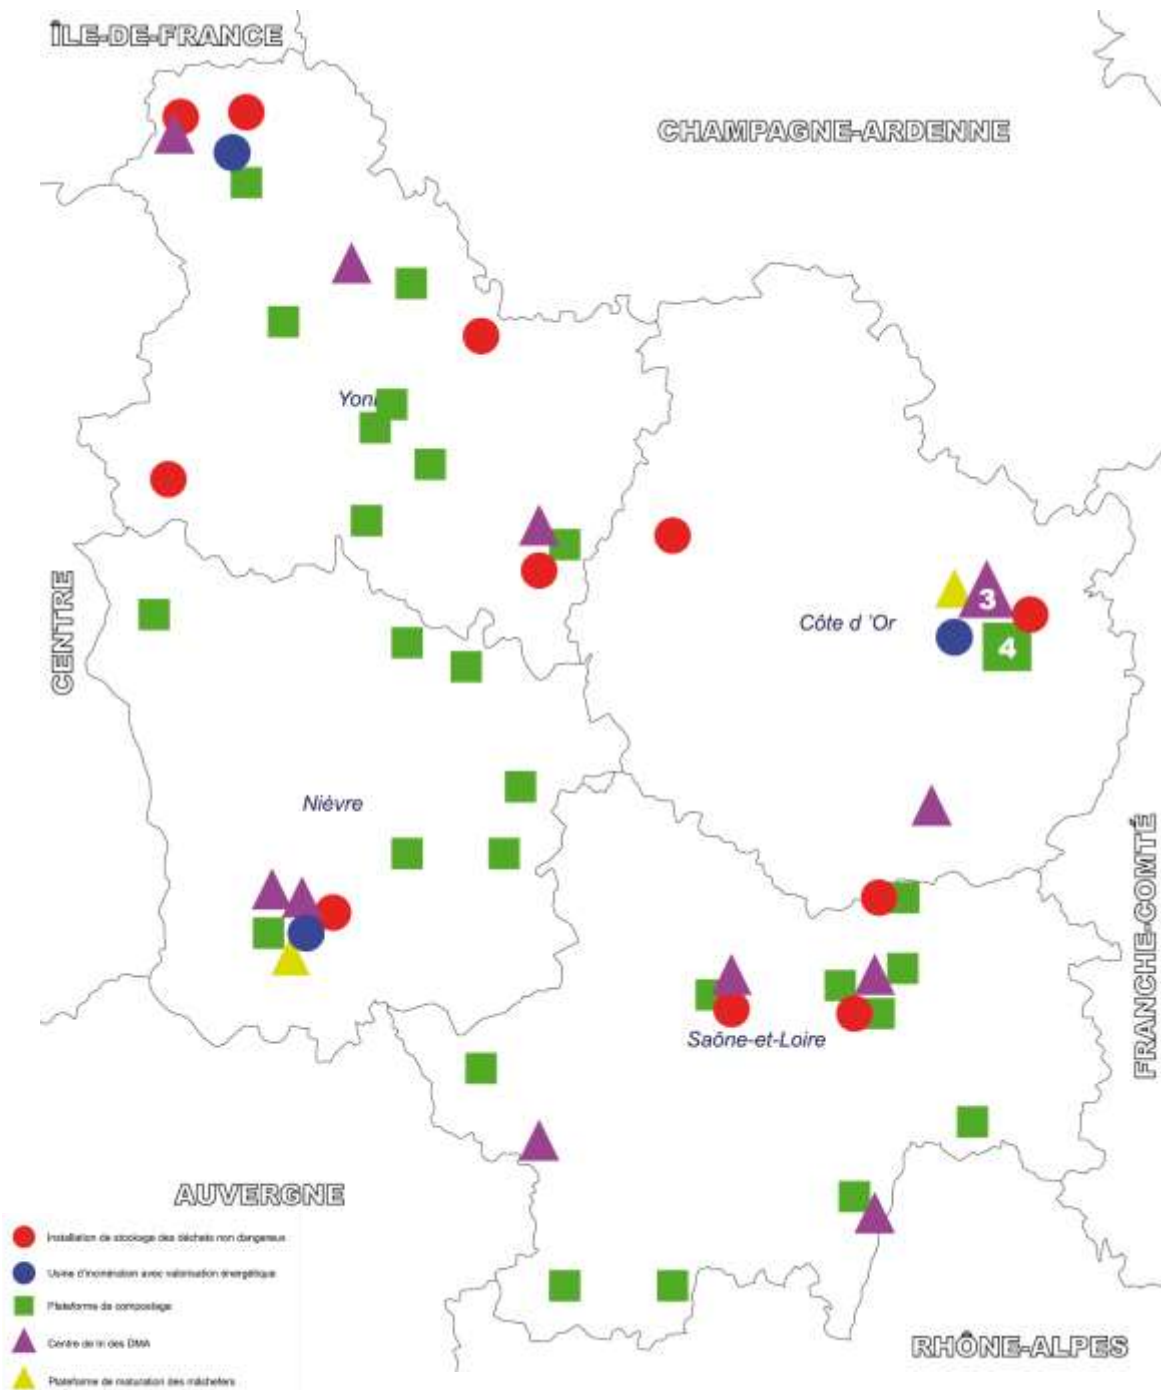 ÎLE-DE-FRANCE
CHAMPAGNE-ARDENNE
Yonn
CENTRE
3
Côte d 'Or
4
Nièvre
FRANCHE-COMTÉ
Saône-et-Loire
AUVERGNE
Installation de stockage des déchets non dangereux
Usine d'incinération avec valorisation énergétique
Plateforme de compostage
Centre de tri des DMA
RHÔNE-ALPES
Plateforme de maturation des mâchefers